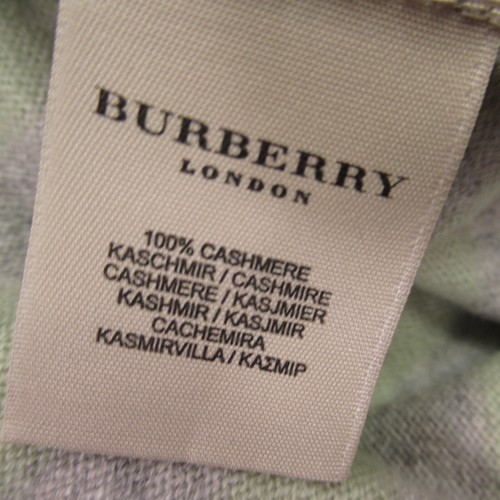 BURBERRY
LONDON
100% CASHMERE
KASCHMIR / CASHMIRE
CASHMERE / KASJMIER
KASHMIR / KASJMIR
CACHEMIRA
KASMIRVILLA / ΚΑΣΜΙΡ